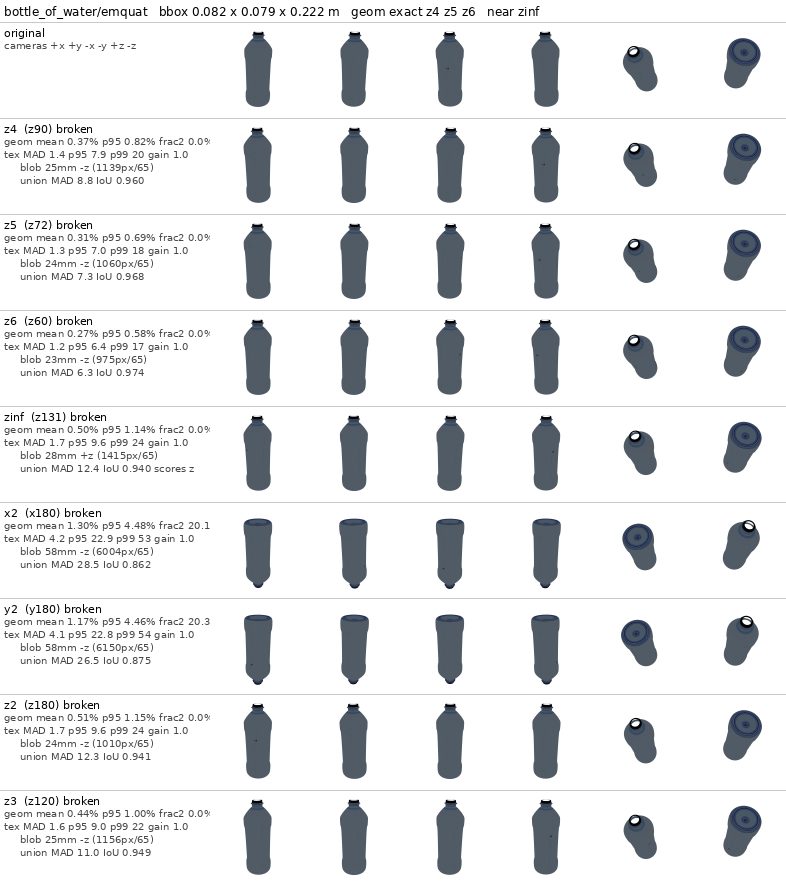 bottle_of_water/emquat bbox 0.082 x 0.079 x 0.222 m geom exact z4 z5 z6 near zinf
original
cameras +x +y -x -y +z -z
z4 (z90) broken
geom mean 0.37% p95 0.82% frac2 0.0%
tex MAD 1.4 p95 7.9 p99 20 gain 1.0
blob 25mm -z (1139px/65)
union MAD 8.8 IoU 0.960
z5 (z72) broken
geom mean 0.31% p95 0.69% frac2 0.0%
tex MAD 1.3 p95 7.0 p99 18 gain 1.0
blob 24mm -z (1060px/65)
union MAD 7.3 IoU 0.968
z6 (z60) broken
geom mean 0.27% p95 0.58% frac2 0.0%
tex MAD 1.2 p95 6.4 p99 17 gain 1.0
blob 23mm -z (975px/65)
union MAD 6.3 IoU 0.974
zinf (z131) broken
geom mean 0.50% p95 1.14% frac2 0.0%
tex MAD 1.7 p95 9.6 p99 24 gain 1.0
blob 28mm +z (1415px/65)
union MAD 12.4 IoU 0.940 scores z
x2 (x180) broken
geom mean 1.30% p95 4.48% frac2 20.1
tex MAD 4.2 p95 22.9 p99 53 gain 1.0
blob 58mm -z (6004px/65)
union MAD 28.5 IoU 0.862
y2 (y180) broken
geom mean 1.17% p95 4.46% frac2 20.3
tex MAD 4.1 p95 22.8 p99 54 gain 1.0
blob 58mm -z (6150px/65)
union MAD 26.5 IoU 0.875
z2 (z180) broken
geom mean 0.51% p95 1.15% frac2 0.0%
tex MAD 1.7 p95 9.6 p99 24 gain 1.0
blob 24mm -z (1010px/65)
union MAD 12.3 IoU 0.941
z3 (z120) broken
geom mean 0.44% p95 1.00% frac2 0.0%
tex MAD 1.6 p95 9.0 p99 22 gain 1.0
blob 25mm -z (1156px/65)
union MAD 11.0 IoU 0.949